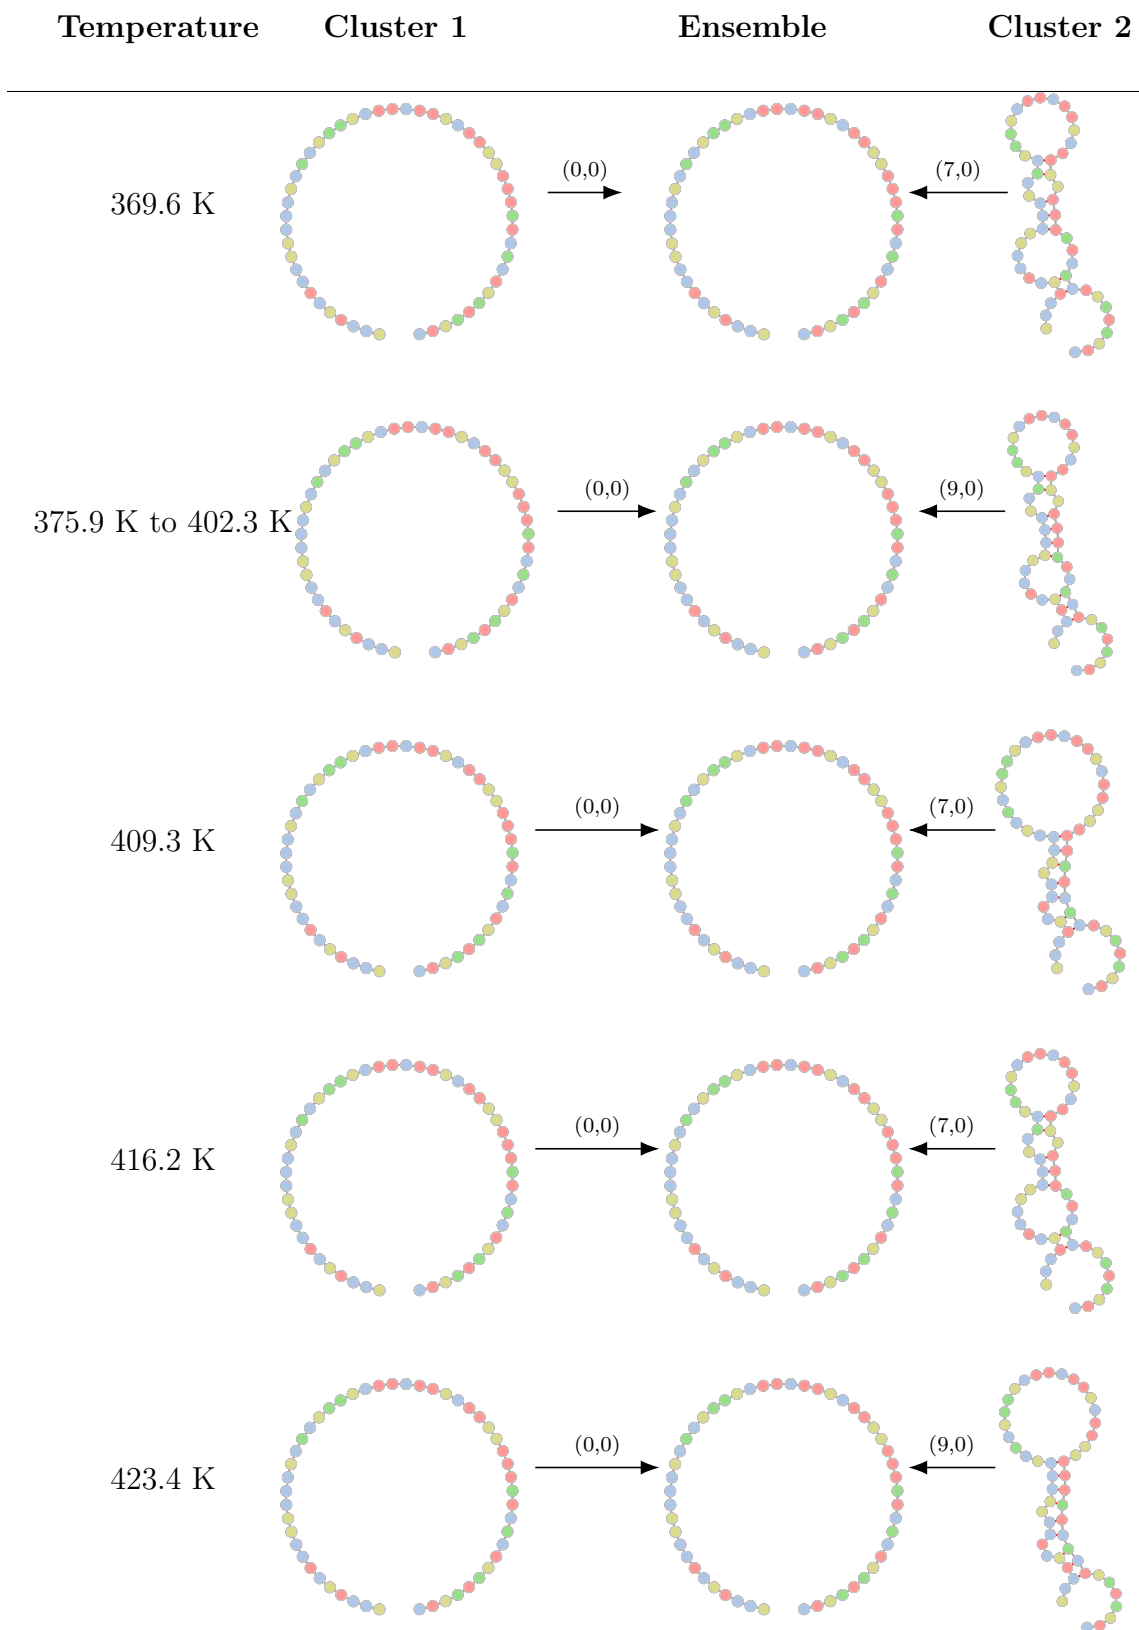 Temperature Cluster 1 Ensemble Cluster 2
369.6 K (0,0) (7,0)
375.9 K to 402.3 K (0,0) (9,0)
409.3 K (0,0) (7,0)
416.2 K (0,0) (7,0)
423.4 K (0,0) (9,0)